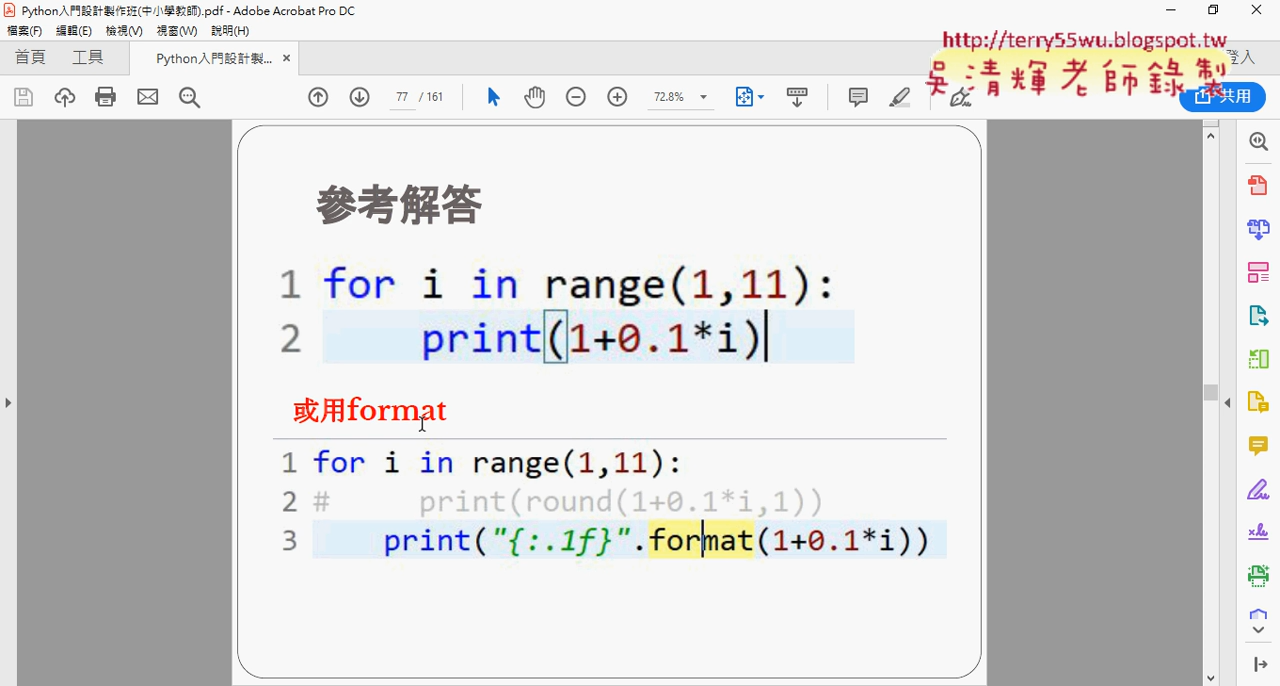 Python入門設計製作班(中小學教師).pdf - Adobe Acrobat Pro DC
檔案(F) 編輯(E) 檢視(V) 視窗(W) 說明(H)
http://terry55wu.blogspot.tw
吳清輝老師錄製
首頁 工具 Python入門設計製... × 登入
77 / 161 72.8% 共用
參考解答
1 for i in range(1,11):
2 print(1+0.1*i)
或用format
1 for i in range(1,11):
2 # print(round(1+0.1*i,1))
3 print("{:.1f}".format(1+0.1*i))